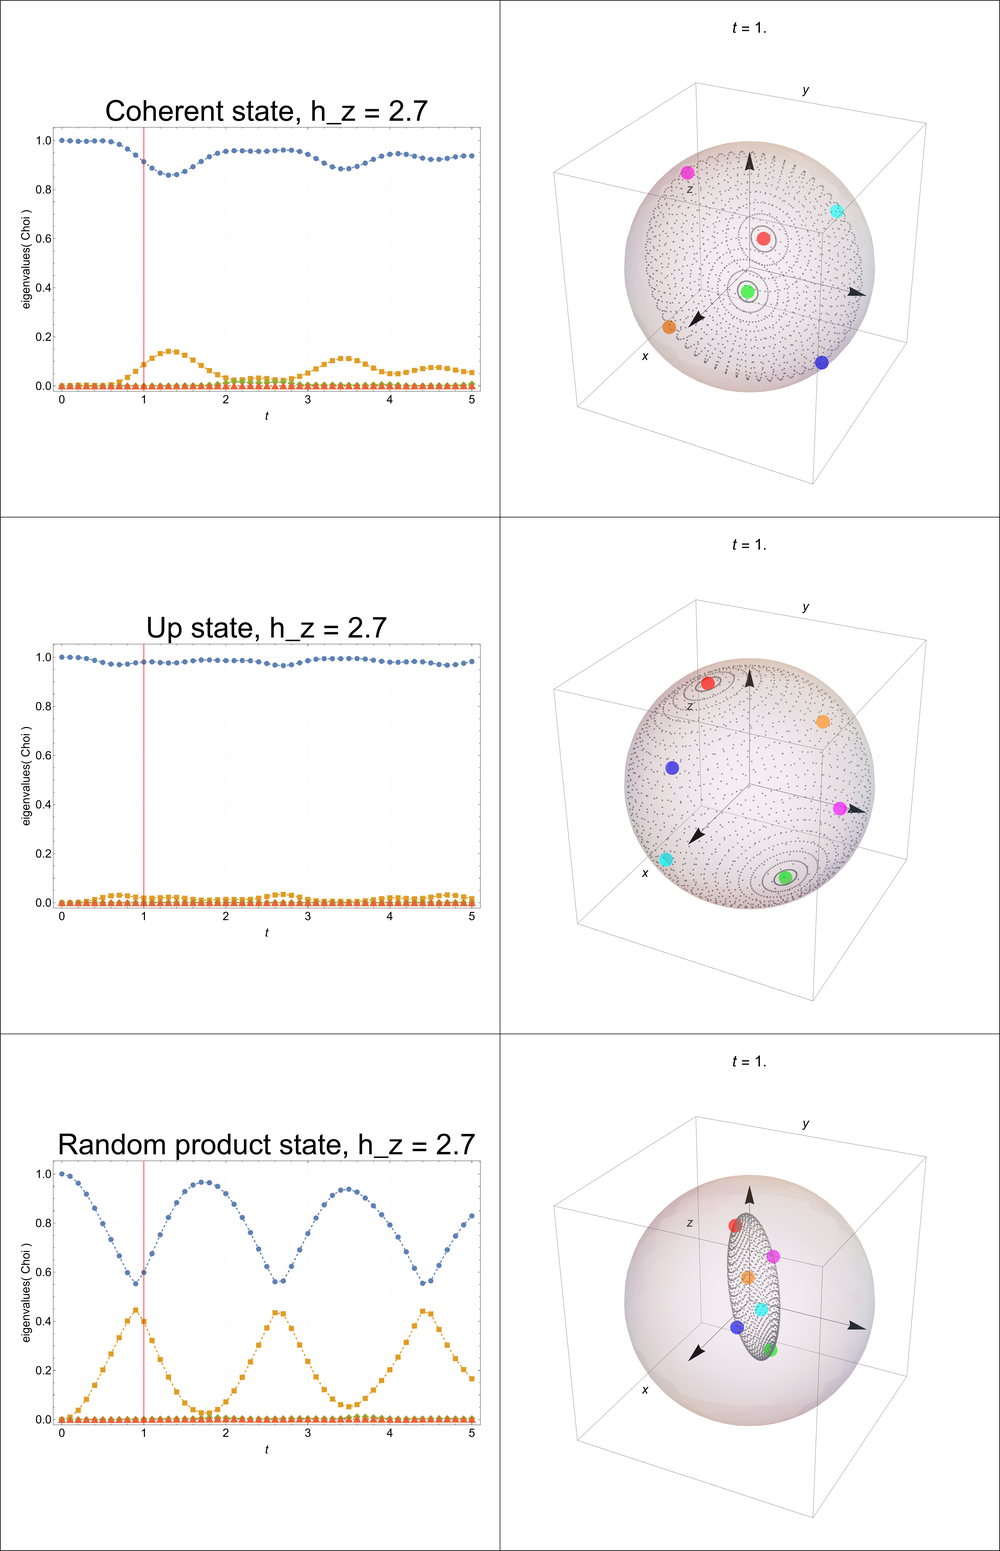 Coherent state, h_z = 2.7
eigenvalues( Choi )
1.0
0.8
0.6
0.4
0.2
0.0
0 1 2 3 4 5
t
t = 1.
y
z
x
Up state, h_z = 2.7
eigenvalues( Choi )
1.0
0.8
0.6
0.4
0.2
0.0
0 1 2 3 4 5
t
t = 1.
y
z
x
Random product state, h_z = 2.7
eigenvalues( Choi )
1.0
0.8
0.6
0.4
0.2
0.0
0 1 2 3 4 5
t
t = 1.
y
z
x